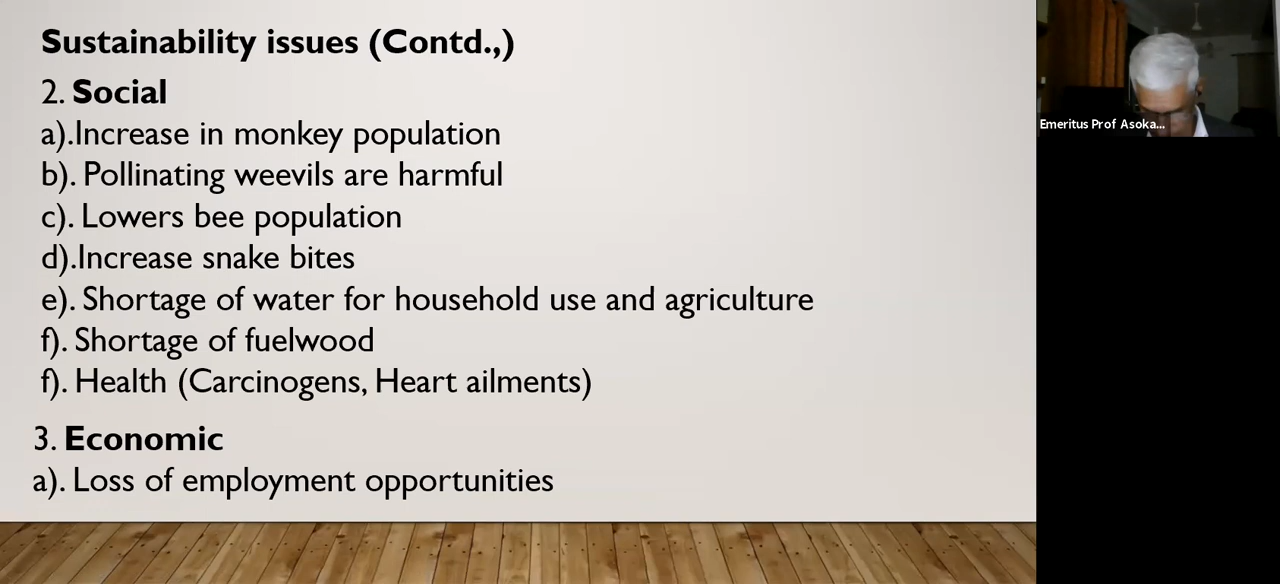 Sustainability issues (Contd.,)
2. Social
a).Increase in monkey population
b). Pollinating weevils are harmful
c). Lowers bee population
d).Increase snake bites
e). Shortage of water for household use and agriculture
f). Shortage of fuelwood
f). Health (Carcinogens, Heart ailments)
3. Economic
a). Loss of employment opportunities
Emeritus Prof Asoka...